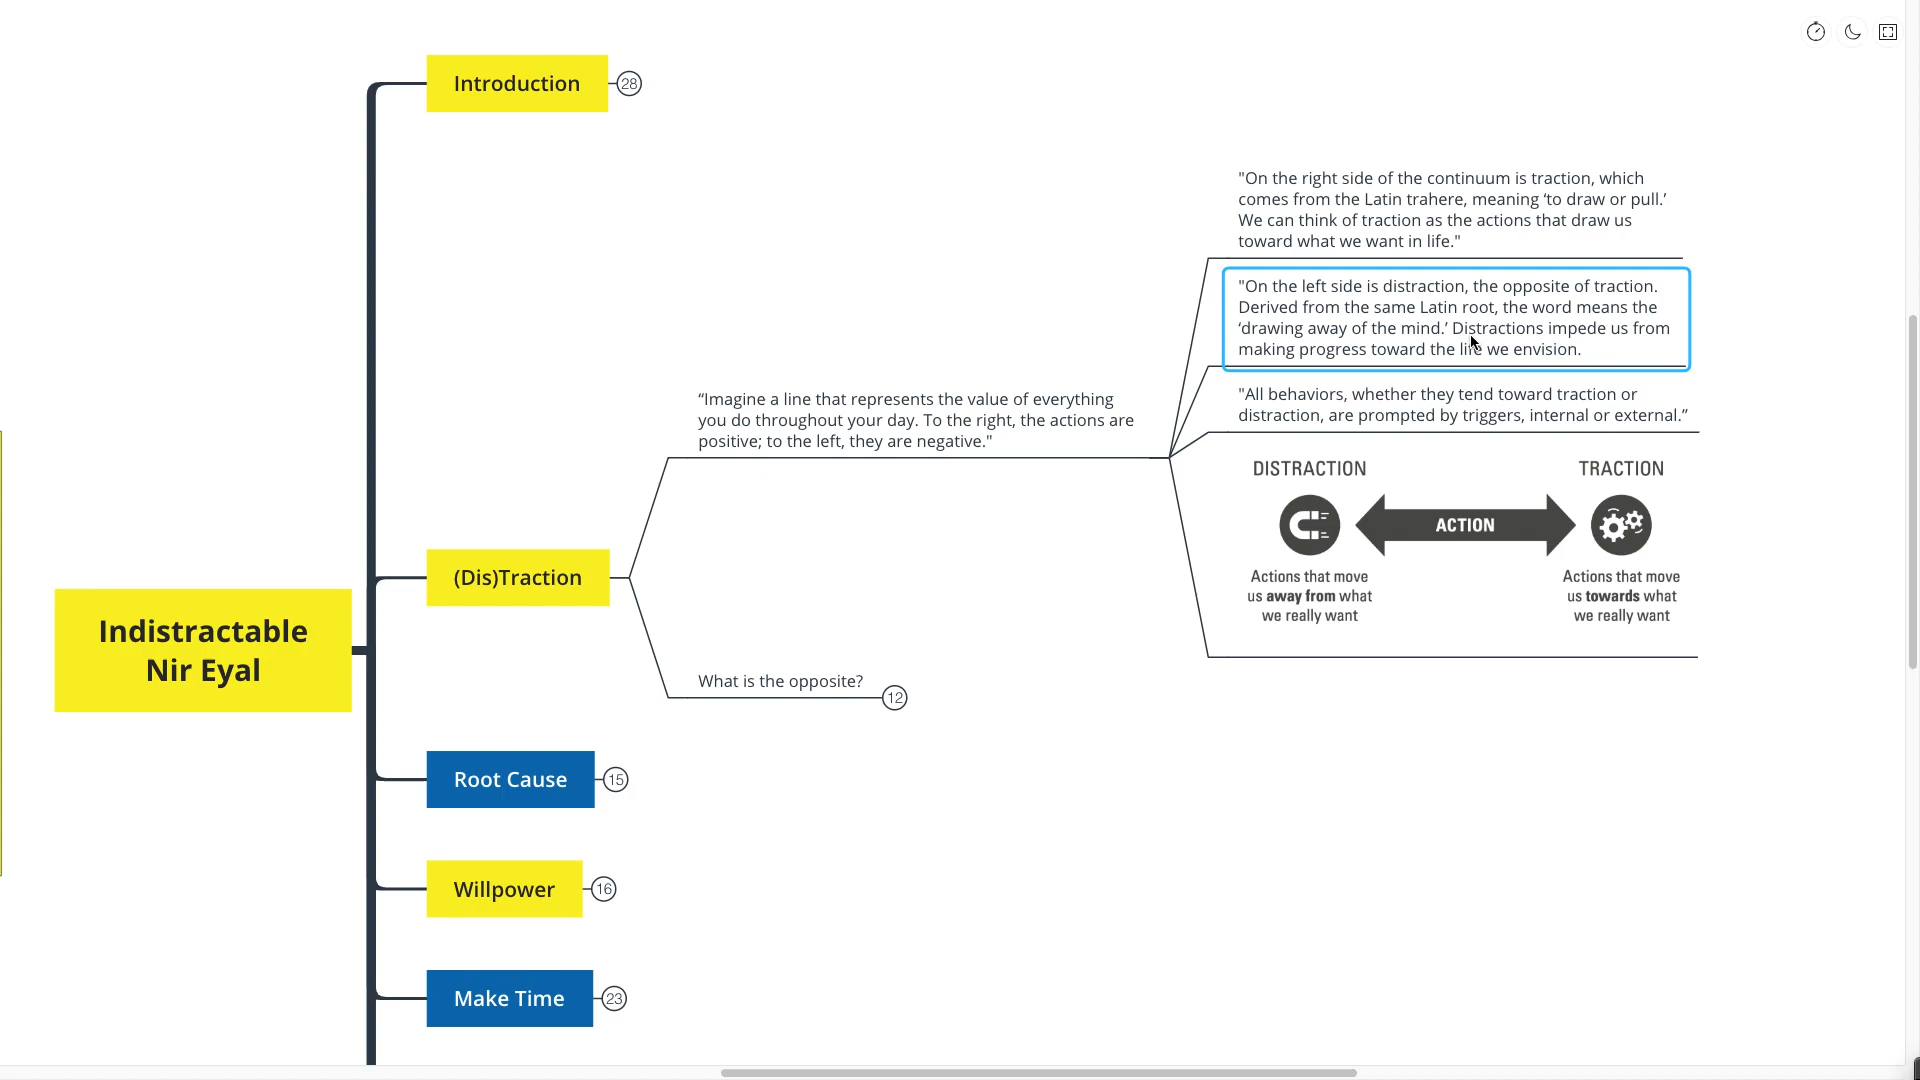 Introduction
28
"On the right side of the continuum is traction, which
comes from the Latin trahere, meaning ‘to draw or pull.’
We can think of traction as the actions that draw us
toward what we want in life."
"On the left side is distraction, the opposite of traction.
Derived from the same Latin root, the word means the
‘drawing away of the mind.’ Distractions impede us from
making progress toward the life we envision.
"All behaviors, whether they tend toward traction or
distraction, are prompted by triggers, internal or external.”
“Imagine a line that represents the value of everything
you do throughout your day. To the right, the actions are
positive; to the left, they are negative."
DISTRACTION
TRACTION
ACTION
Actions that move
us away from what
we really want
Actions that move
us towards what
we really want
(Dis)Traction
Indistractable
Nir Eyal
What is the opposite?
12
Root Cause
15
Willpower
16
Make Time
23